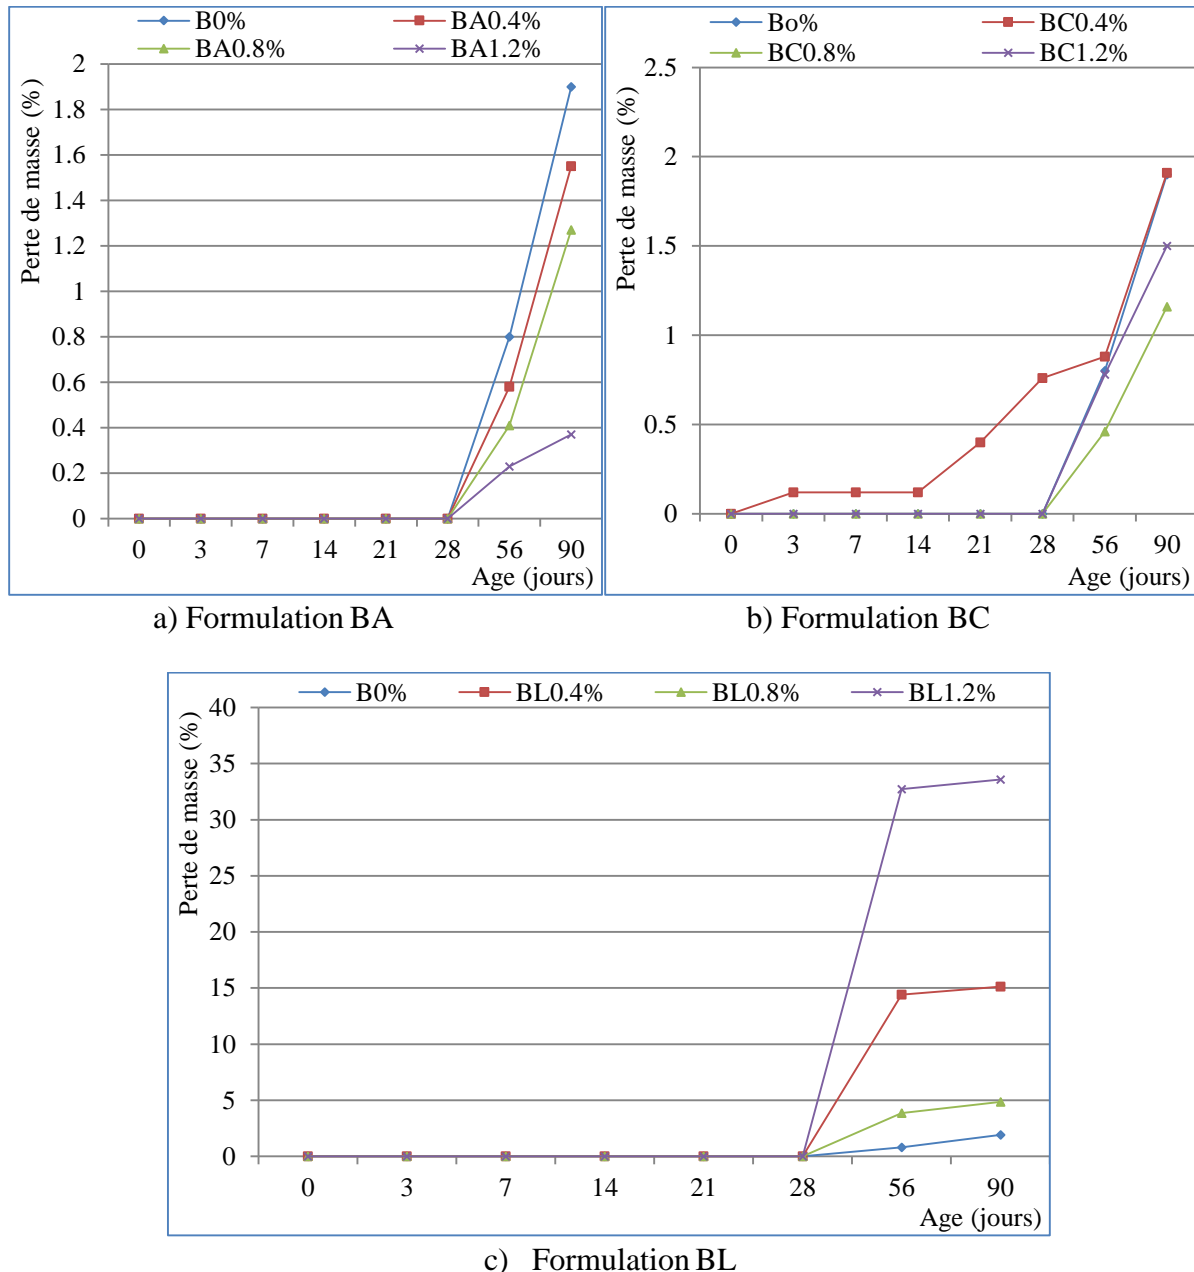 B0% BA0.4%
BA0.8% BA1.2%
Perte de masse (%)
2
1.8
1.6
1.4
1.2
1
0.8
0.6
0.4
0.2
0
0 3 7 14 21 28 56 90
Age (jours)
a) Formulation BA
Bo% BC0.4%
BC0.8% BC1.2%
Perte de masse (%)
2.5
2
1.5
1
0.5
0
0 3 7 14 21 28 56 90
Age (jours)
b) Formulation BC
B0% BL0.4% BL0.8% BL1.2%
Perte de masse (%)
40
35
30
25
20
15
10
5
0
0 3 7 14 21 28 56 90
Age (jours)
c) Formulation BL